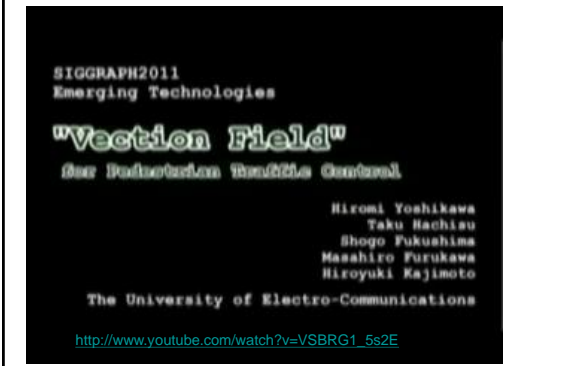 SIGGRAPH2011
Emerging Technologies
"Vection Field"
for Pedestrian Traffic Control
Hiromi Yoshikawa
Taku Hachisu
Shogo Fukushima
Masahiro Furukawa
Hiroyuki Kajimoto
The University of Electro-Communications
http://www.youtube.com/watch?v=VSBRG1_5s2E